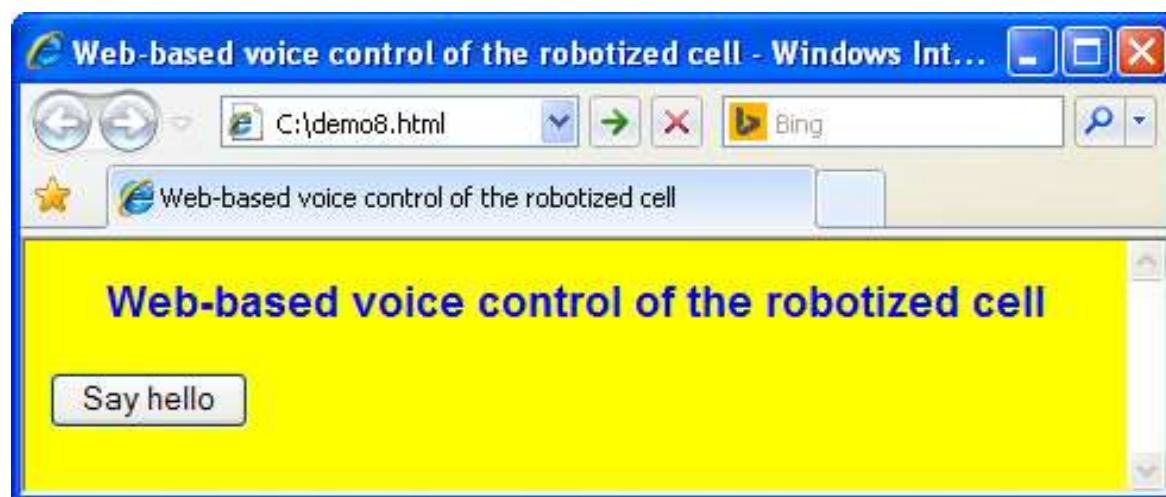 Web-based voice control of the robotized cell - Windows Int...
C:\demo8.html Bing
Web-based voice control of the robotized cell
Web-based voice control of the robotized cell
Say hello